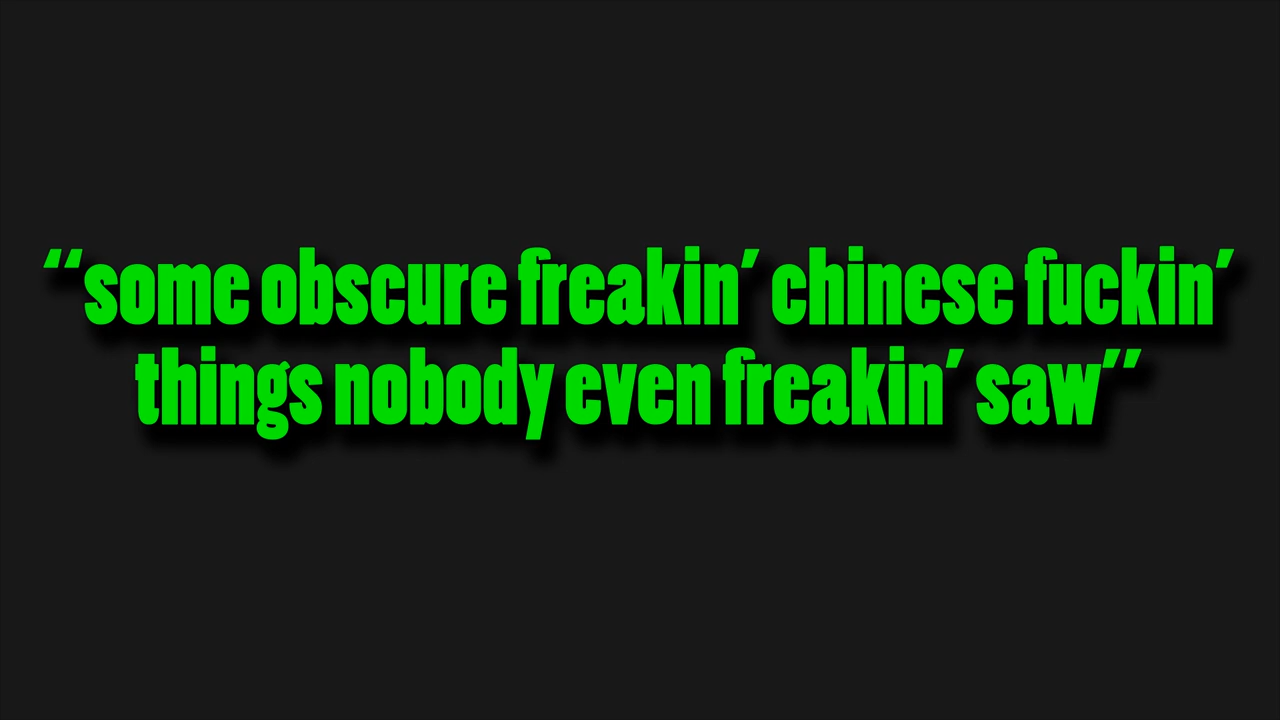 “some obscure freakin’ chinese fuckin’
things nobody even freakin’ saw”